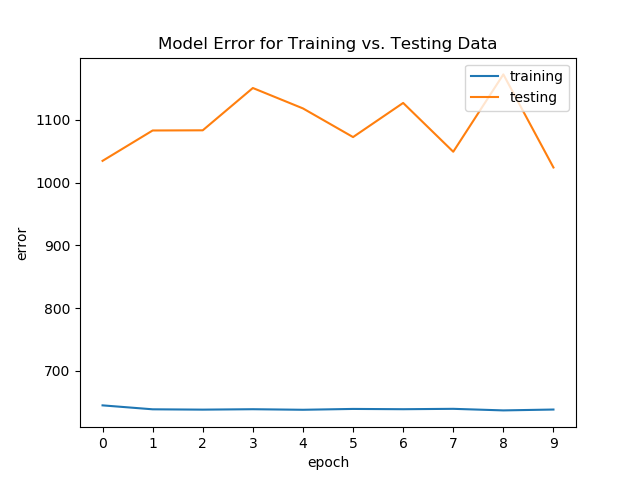 Model Error for Training vs. Testing Data
training
testing
1100
1000
900
800
700
error
0 1 2 3 4 5 6 7 8 9
epoch